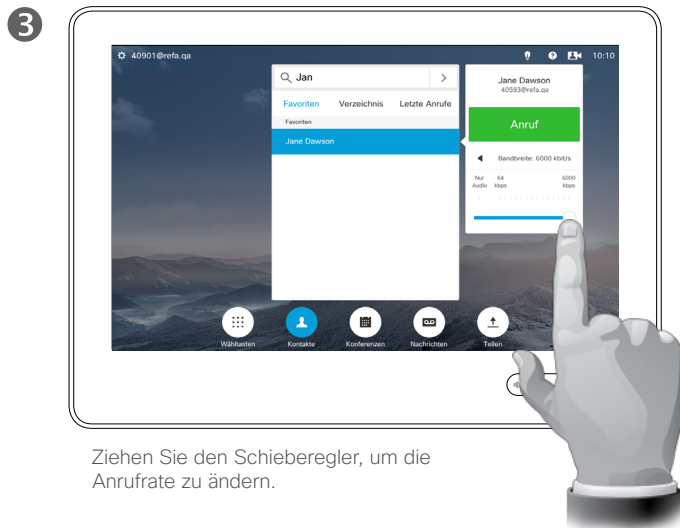 3
40901@refa.qa
10:10
Jan
Favoriten Verzeichnis Letzte Anrufe
Favoriten
Jane Dawson
Jane Dawson
40593@refa.qa
Anruf
Bandbreite: 6000 kbit/s
Nur 64 6000
Audio kbps kbps
Wähltasten Kontakte Konferenzen Nachrichten Teilen
Ziehen Sie den Schieberegler, um die
Anrufrate zu ändern.